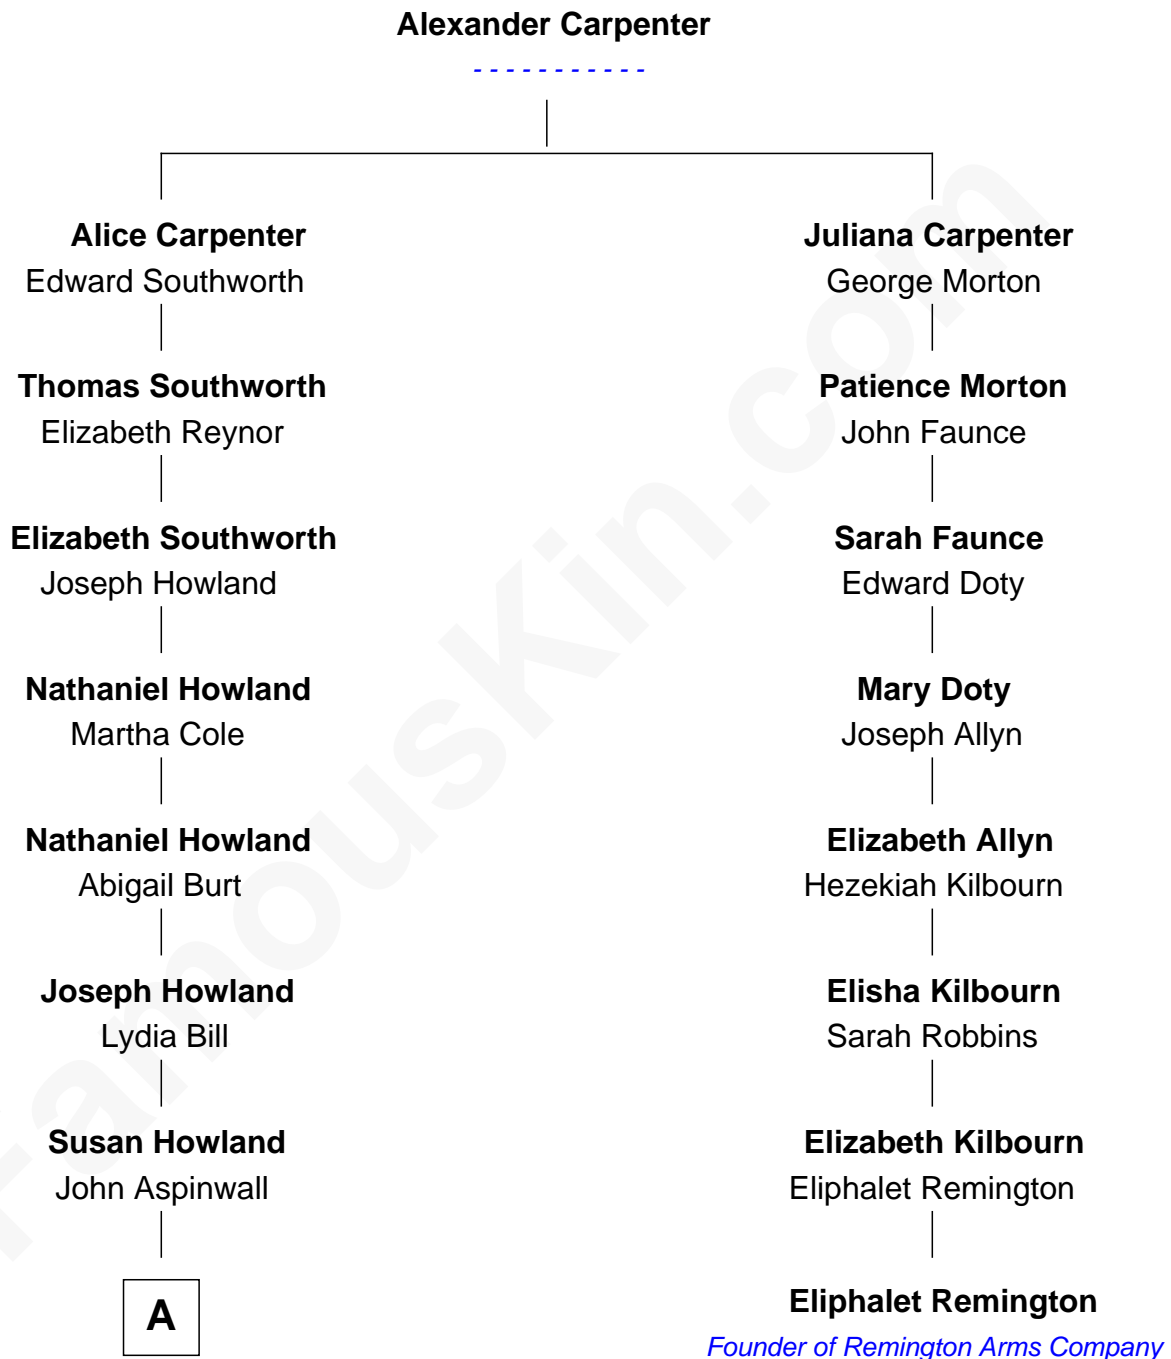 Alexander Carpenter
- - - - - - - - - - -
Alice Carpenter
Edward Southworth
Thomas Southworth
Elizabeth Reynor
Elizabeth Southworth
Joseph Howland
Nathaniel Howland
Martha Cole
Nathaniel Howland
Abigail Burt
Joseph Howland
Lydia Bill
Susan Howland
John Aspinwall
A
Juliana Carpenter
George Morton
Patience Morton
John Faunce
Sarah Faunce
Edward Doty
Mary Doty
Joseph Allyn
Elizabeth Allyn
Hezekiah Kilbourn
Elisha Kilbourn
Sarah Robbins
Elizabeth Kilbourn
Eliphalet Remington
Eliphalet Remington
Founder of Remington Arms Company
FamousKin.com